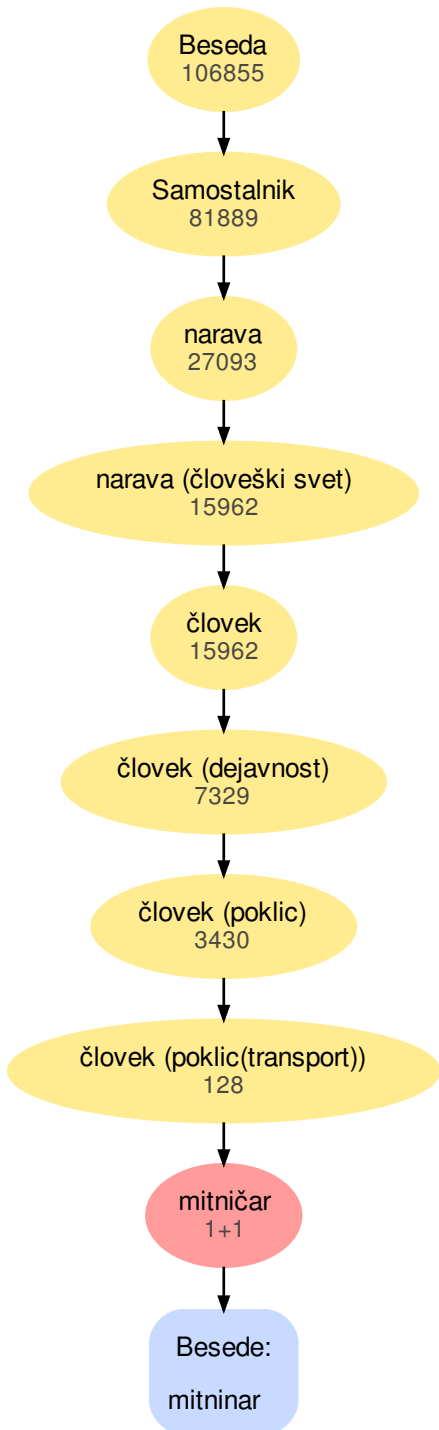 Beseda
106855
Samostalnik
81889
narava
27093
narava (človeški svet)
15962
človek
15962
človek (dejavnost)
7329
človek (poklic)
3430
človek (poklic(transport))
128
mitničar
1+1
Besede:
mitninar